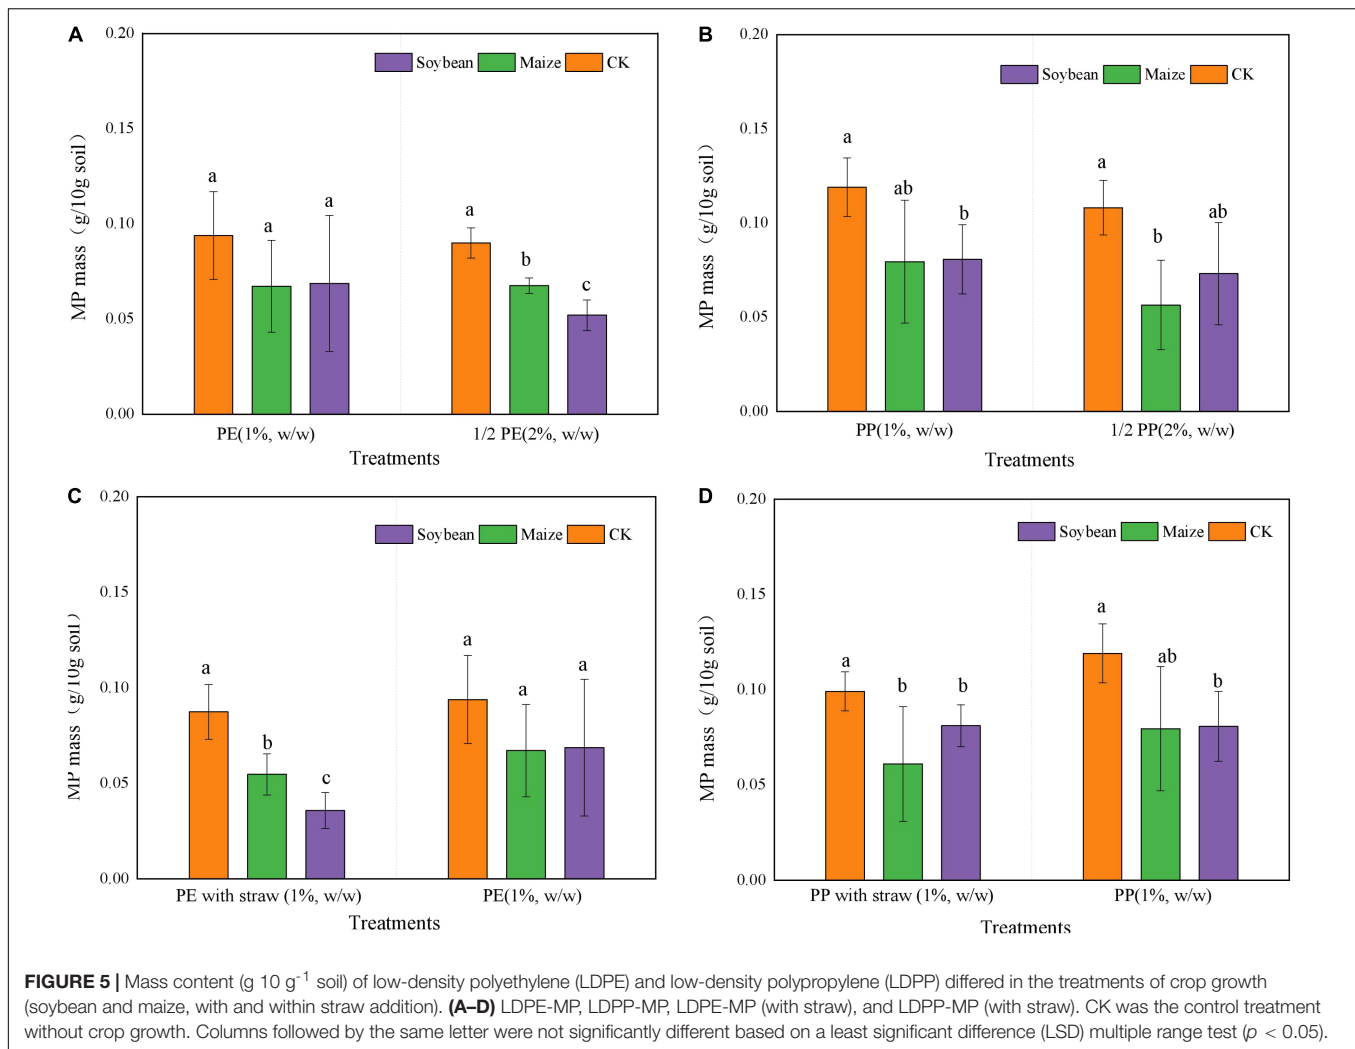 A
0.20
0.15
0.10
0.05
0.00
MP mass（g/10g soil）
Soybean Maize CK
a a a a b c
PE(1%, w/w) 1/2 PE(2%, w/w)
Treatments
B
0.20
0.15
0.10
0.05
0.00
MP mass（g/10g soil）
Soybean Maize CK
a ab b a b ab
PP(1%, w/w) 1/2 PP(2%, w/w)
Treatments
C
0.20
0.15
0.10
0.05
0.00
MP mass（g/10g soil）
Soybean Maize CK
a b c a a a
PE with straw (1%, w/w) PE(1%, w/w)
Treatments
D
0.20
0.15
0.10
0.05
0.00
MP mass（g/10g soil）
Soybean Maize CK
a b b a ab b
PP with straw (1%, w/w) PP(1%, w/w)
Treatments
FIGURE 5 | Mass content (g 10 g⁻¹ soil) of low-density polyethylene (LDPE) and low-density polypropylene (LDPP) differed in the treatments of crop growth
(soybean and maize, with and within straw addition). (A–D) LDPE-MP, LDPP-MP, LDPE-MP (with straw), and LDPP-MP (with straw). CK was the control treatment
without crop growth. Columns followed by the same letter were not significantly different based on a least significant difference (LSD) multiple range test (p < 0.05).